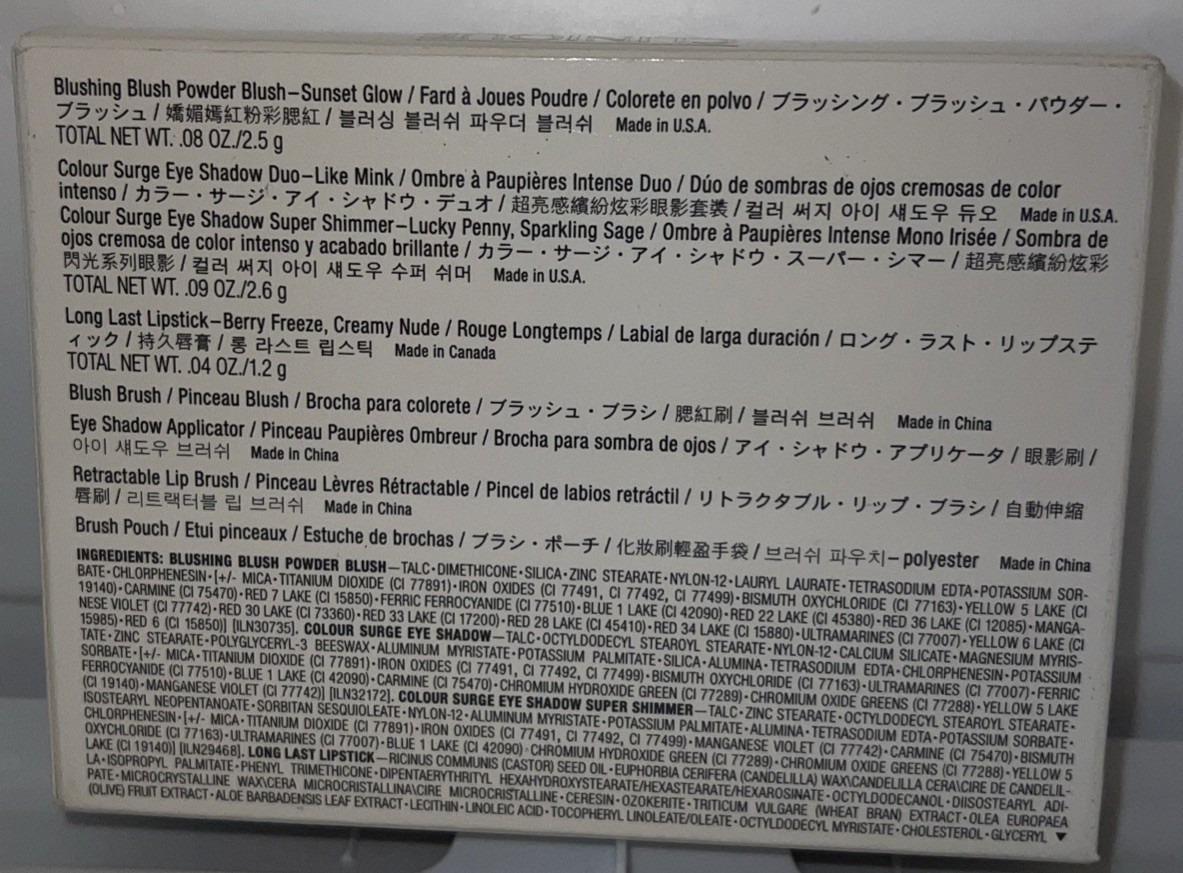 Blushing Blush Powder Blush–Sunset Glow / Fard à Joues Poudre / Colorete en polvo / ブラッシング・ブラッシュ・パウダー・
ブラッシュ / 嬌媚嫣紅粉彩腮紅 / 블러싱 블러쉬 파우더 블러쉬 Made in U.S.A.
TOTAL NET WT. .08 OZ./2.5 g
Colour Surge Eye Shadow Duo–Like Mink / Ombre à Paupières Intense Duo / Dúo de sombras de ojos cremosas de color
intenso / カラー・サージ・アイ・シャドウ・デュオ / 超亮感繽紛炫彩眼影套裝 / 컬러 써지 아이 섀도우 듀오 Made in U.S.A.
Colour Surge Eye Shadow Super Shimmer–Lucky Penny, Sparkling Sage / Ombre à Paupières Intense Mono Irisée / Sombra de
ojos cremosa de color intenso y acabado brillante / カラー・サージ・アイ・シャドウ・スーパー・シマー / 超亮感繽紛炫彩
閃光系列眼影 / 컬러 써지 아이 섀도우 수퍼 쉬머 Made in U.S.A.
TOTAL NET WT. .09 OZ./2.6 g
Long Last Lipstick–Berry Freeze, Creamy Nude / Rouge Longtemps / Labial de larga duración / ロング・ラスト・リップステ
ィック / 持久唇膏 / 롱 라스트 립스틱 Made in Canada
TOTAL NET WT. .04 OZ./1.2 g
Blush Brush / Pinceau Blush / Brocha para colorete / ブラッシュ・ブラシ / 腮紅刷 / 블러쉬 브러쉬 Made in China
Eye Shadow Applicator / Pinceau Paupières Ombreur / Brocha para sombra de ojos / アイ・シャドウ・アプリケータ / 眼影刷 /
아이 섀도우 브러쉬 Made in China
Retractable Lip Brush / Pinceau Lèvres Rétractable / Pincel de labios retráctil / リトラクタブル・リップ・ブラシ / 自動伸縮
唇刷 / 리트랙터블 립 브러쉬 Made in China
Brush Pouch / Etui pinceaux / Estuche de brochas / ブラシ・ポーチ / 化妝刷輕盈手袋 / 브러쉬 파우치– polyester Made in China
INGREDIENTS: BLUSHING BLUSH POWDER BLUSH—TALC•DIMETHICONE•SILICA•ZINC STEARATE•NYLON-12•LAURYL LAURATE•TETRASODIUM EDTA•POTASSIUM SOR-
BATE•CHLORPHENESIN•[+/- MICA•TITANIUM DIOXIDE (CI 77891)•IRON OXIDES (CI 77491, CI 77492, CI 77499)•BISMUTH OXYCHLORIDE (CI 77163)•YELLOW 5 LAKE (CI
19140)•CARMINE (CI 75470)•RED 7 LAKE (CI 15850)•FERRIC FERROCYANIDE (CI 77510)•BLUE 1 LAKE (CI 42090)•RED 22 LAKE (CI 45380)•RED 36 LAKE (CI 12085)•MANGA-
NESE VIOLET (CI 77742)•RED 30 LAKE (CI 73360)•RED 33 LAKE (CI 17200)•RED 28 LAKE (CI 45410)•RED 34 LAKE (CI 15880)•ULTRAMARINES (CI 77007)•YELLOW 6 LAKE (CI
15985)•RED 6 (CI 15850)] [ILN30735]. COLOUR SURGE EYE SHADOW—TALC•OCTYLDODECYL STEAROYL STEARATE•NYLON-12•CALCIUM SILICATE•MAGNESIUM MYRIS-
TATE•ZINC STEARATE•POLYGLYCERYL-3 BEESWAX•ALUMINUM MYRISTATE•POTASSIUM PALMITATE•SILICA•ALUMINA•TETRASODIUM EDTA•CHLORPHENESIN•POTASSIUM
SORBATE•[+/- MICA•TITANIUM DIOXIDE (CI 77891)•IRON OXIDES (CI 77491, CI 77492, CI 77499)•BISMUTH OXYCHLORIDE (CI 77163)•ULTRAMARINES (CI 77007)•FERRIC
FERROCYANIDE (CI 77510)•BLUE 1 LAKE (CI 42090)•CARMINE (CI 75470)•CHROMIUM HYDROXIDE GREEN (CI 77289)•CHROMIUM OXIDE GREENS (CI 77288)•YELLOW 5 LAKE
(CI 19140)•MANGANESE VIOLET (CI 77742)] [ILN32172]. COLOUR SURGE EYE SHADOW SUPER SHIMMER—TALC•ZINC STEARATE•OCTYLDODECYL STEAROYL STEARATE•
ISOSTEARYL NEOPENTANOATE•SORBITAN SESQUIOLEATE•NYLON-12•ALUMINUM MYRISTATE•POTASSIUM PALMITATE•ALUMINA•TETRASODIUM EDTA•POTASSIUM SORBATE•
CHLORPHENESIN•[+/- MICA•TITANIUM DIOXIDE (CI 77891)•IRON OXIDES (CI 77491, CI 77492, CI 77499)•MANGANESE VIOLET (CI 77742)•CARMINE (CI 75470)•BISMUTH
OXYCHLORIDE (CI 77163)•ULTRAMARINES (CI 77007)•BLUE 1 LAKE (CI 42090)•CHROMIUM HYDROXIDE GREEN (CI 77289)•CHROMIUM OXIDE GREENS (CI 77288)•YELLOW 5
LAKE (CI 19140)] [ILN29468]. LONG LAST LIPSTICK—RICINUS COMMUNIS (CASTOR) SEED OIL•EUPHORBIA CERIFERA (CANDELILLA) WAX\CANDELILLA CERA\CIRE DE CANDELIL-
LA•ISOPROPYL PALMITATE•PHENYL TRIMETHICONE•DIPENTAERYTHRITYL HEXAHYDROXYSTEARATE/HEXASTEARATE/HEXAROSINATE•OCTYLDODECANOL•DIISOSTEARYL ADI-
PATE•MICROCRYSTALLINE WAX\CERA MICROCRISTALLINA\CIRE MICROCRISTALLINE•CERESIN•OZOKERITE•TRITICUM VULGARE (WHEAT BRAN) EXTRACT•OLEA EUROPAEA
(OLIVE) FRUIT EXTRACT•ALOE BARBADENSIS LEAF EXTRACT•LECITHIN•LINOLEIC ACID•TOCOPHERYL LINOLEATE/OLEATE•OCTYLDODECYL MYRISTATE•CHOLESTEROL•GLYCERYL ▼